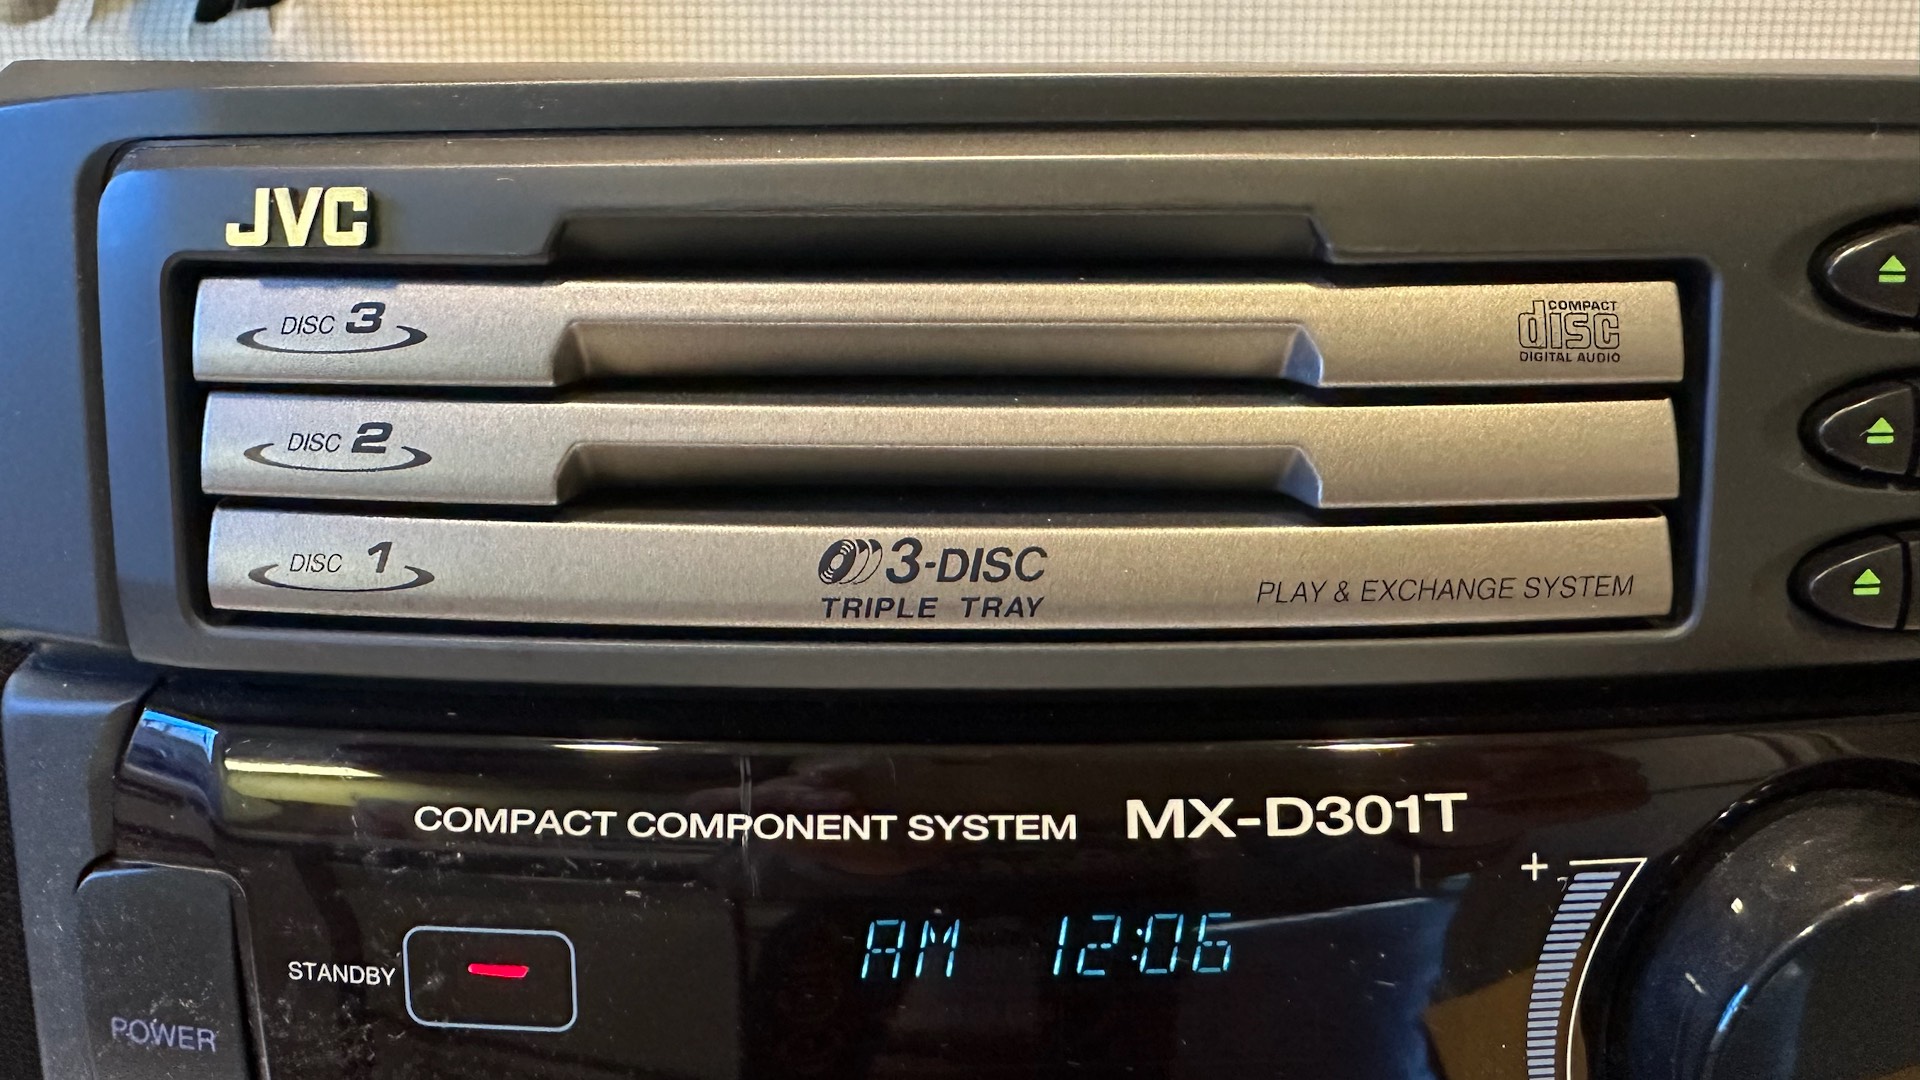 JVC
DISC 3
COMPACT
disc
DIGITAL AUDIO
DISC 2
DISC 1
3-DISC
TRIPLE TRAY
PLAY & EXCHANGE SYSTEM
COMPACT COMPONENT SYSTEM MX-D301T
+
STANDBY
AM 12:06
POWER